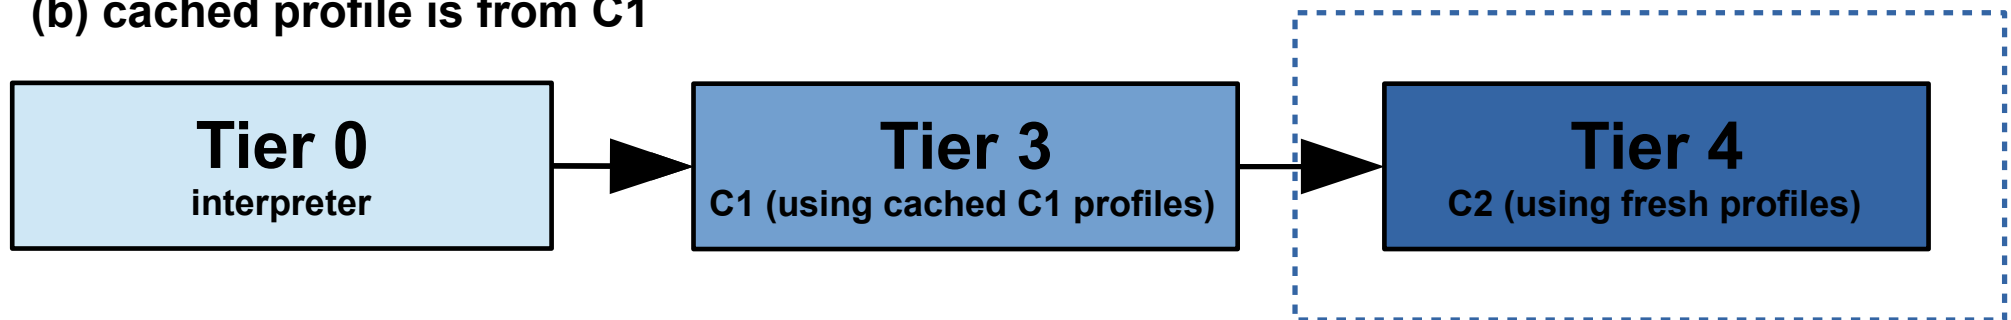 (b) cached profile is from C1
Tier 0
interpreter
Tier 3
C1 (using cached C1 profiles)
Tier 4
C2 (using fresh profiles)